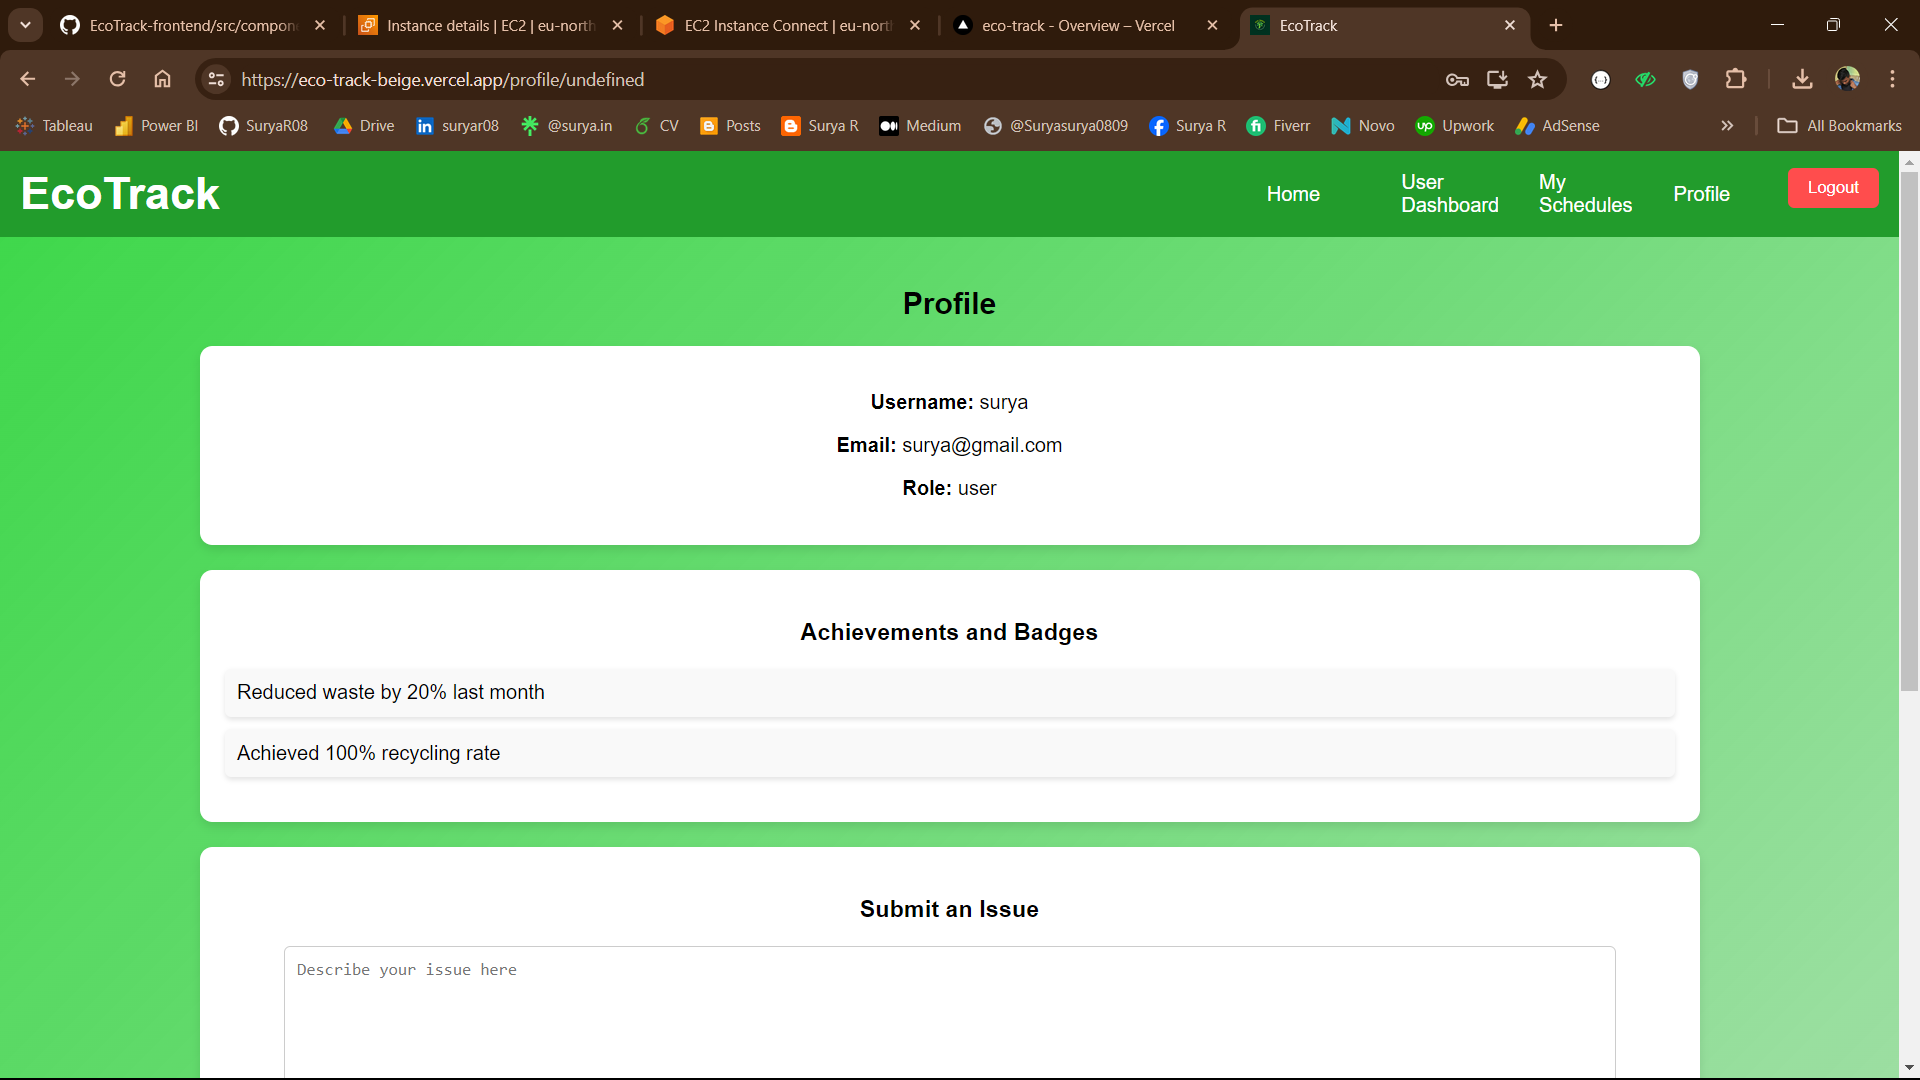 EcoTrack-frontend/src/compon
Instance details | EC2 | eu-north
EC2 Instance Connect | eu-nort
eco-track - Overview – Vercel
EcoTrack
https://eco-track-beige.vercel.app/profile/undefined
Tableau
Power BI
SuryaR08
Drive
suryar08
@surya.in
CV
Posts
Surya R
Medium
@Suryasurya0809
Surya R
Fiverr
Novo
Upwork
AdSense
All Bookmarks
EcoTrack
Home
User
Dashboard
My
Schedules
Profile
Logout
Profile
Username: surya
Email: surya@gmail.com
Role: user
Achievements and Badges
Reduced waste by 20% last month
Achieved 100% recycling rate
Submit an Issue
Describe your issue here